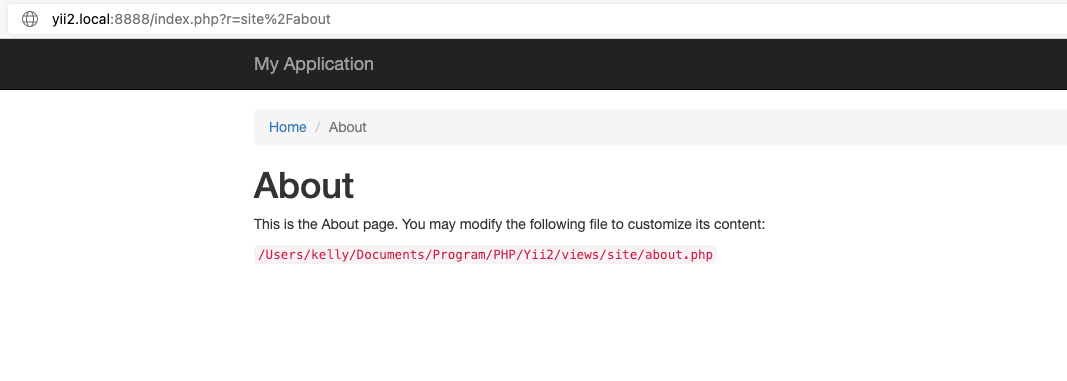 yii2.local:8888/index.php?r=site%2Fabout
My Application
Home / About
About
This is the About page. You may modify the following file to customize its content:
/Users/kelly/Documents/Program/PHP/Yii2/views/site/about.php